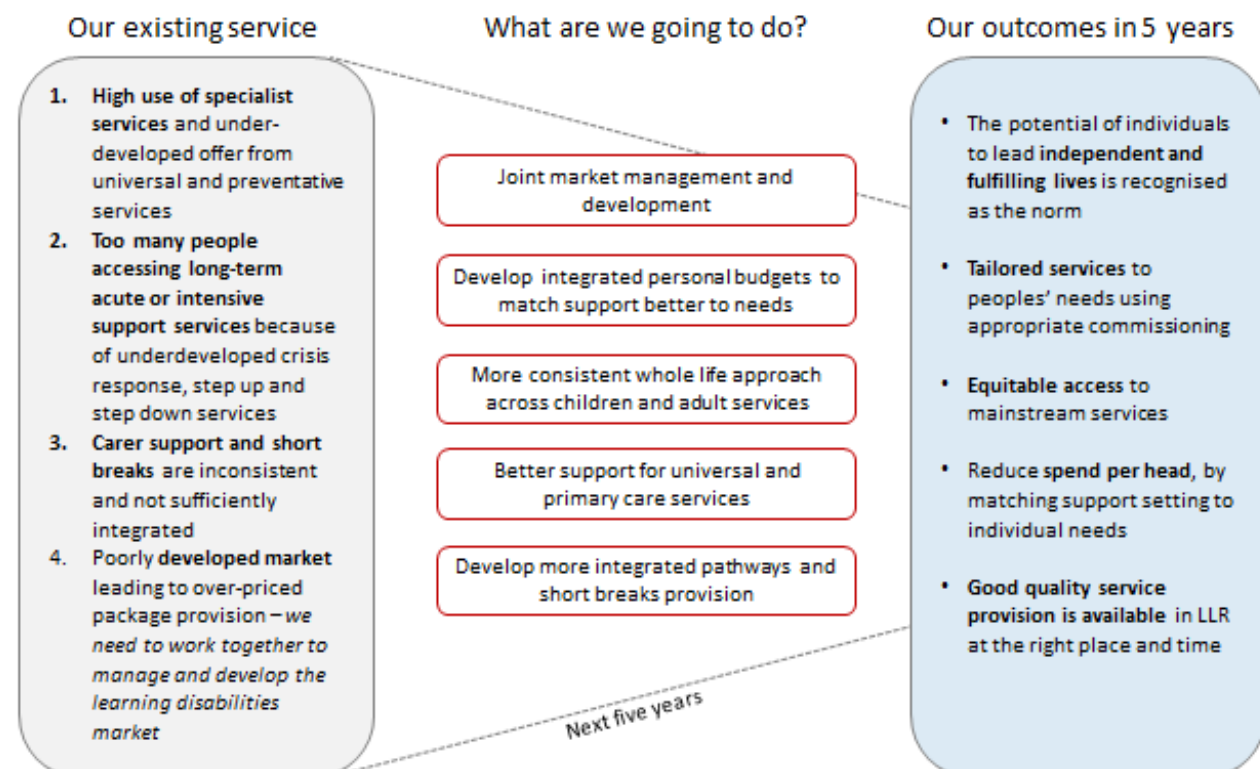 Our existing service
1. High use of specialist
services and under-
developed offer from
universal and preventative
services
2. Too many people
accessing long-term
acute or intensive
support services because
of underdeveloped crisis
response, step up and
step down services
3. Carer support and short
breaks are inconsistent
and not sufficiently
integrated
4. Poorly developed market
leading to over-priced
package provision – we
need to work together to
manage and develop the
learning disabilities
market
What are we going to do?
Joint market management and
development
Develop integrated personal budgets to
match support better to needs
More consistent whole life approach
across children and adult services
Better support for universal and
primary care services
Develop more integrated pathways and
short breaks provision
Next five years
Our outcomes in 5 years
• The potential of individuals
to lead independent and
fulfilling lives is recognised
as the norm
• Tailored services to
peoples’ needs using
appropriate commissioning
• Equitable access to
mainstream services
• Reduce spend per head, by
matching support setting to
individual needs
• Good quality service
provision is available in LLR
at the right place and time